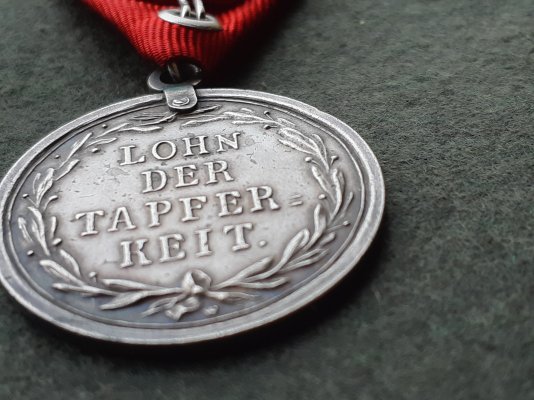 LOHN
DER
TAPFER=
KEIT.